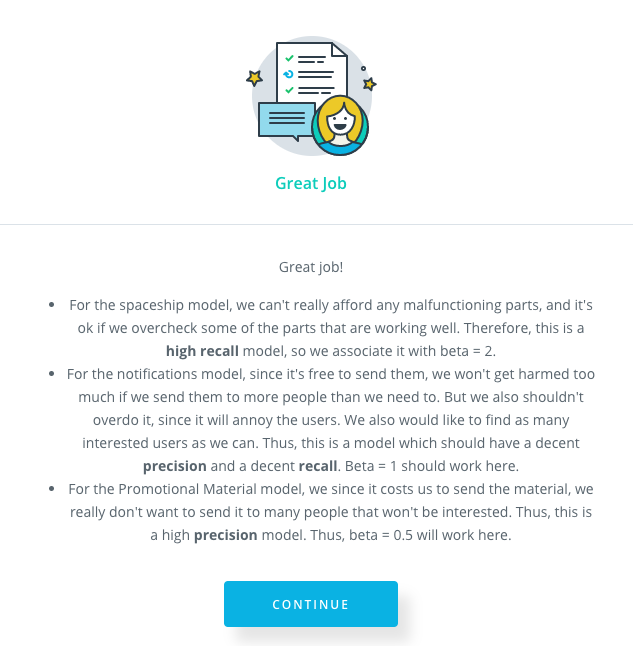 Great Job
Great job!
For the spaceship model, we can't really afford any malfunctioning parts, and it's
ok if we overcheck some of the parts that are working well. Therefore, this is a
high recall model, so we associate it with beta = 2.
For the notifications model, since it's free to send them, we won't get harmed too
much if we send them to more people than we need to. But we also shouldn't
overdo it, since it will annoy the users. We also would like to find as many
interested users as we can. Thus, this is a model which should have a decent
precision and a decent recall. Beta = 1 should work here.
For the Promotional Material model, we since it costs us to send the material, we
really don't want to send it to many people that won't be interested. Thus, this is
a high precision model. Thus, beta = 0.5 will work here.
CONTINUE